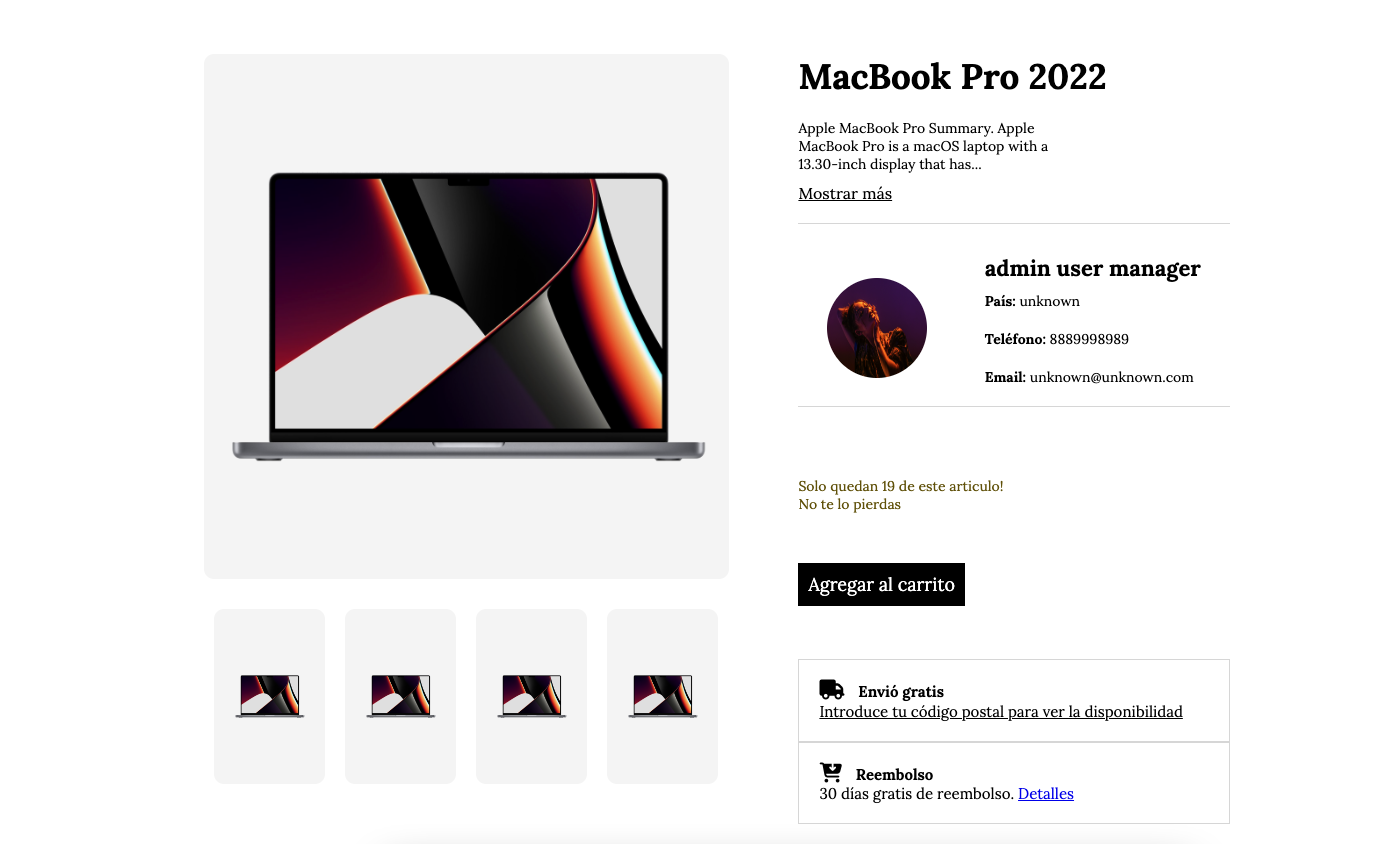 MacBook Pro 2022
Apple MacBook Pro Summary. Apple
MacBook Pro is a macOS laptop with a
13.30-inch display that has...
Mostrar más
admin user manager
País: unknown
Teléfono: 8889998989
Email: unknown@unknown.com
Solo quedan 19 de este articulo!
No te lo pierdas
Agregar al carrito
Envió gratis
Introduce tu código postal para ver la disponibilidad
Reembolso
30 días gratis de reembolso. Detalles